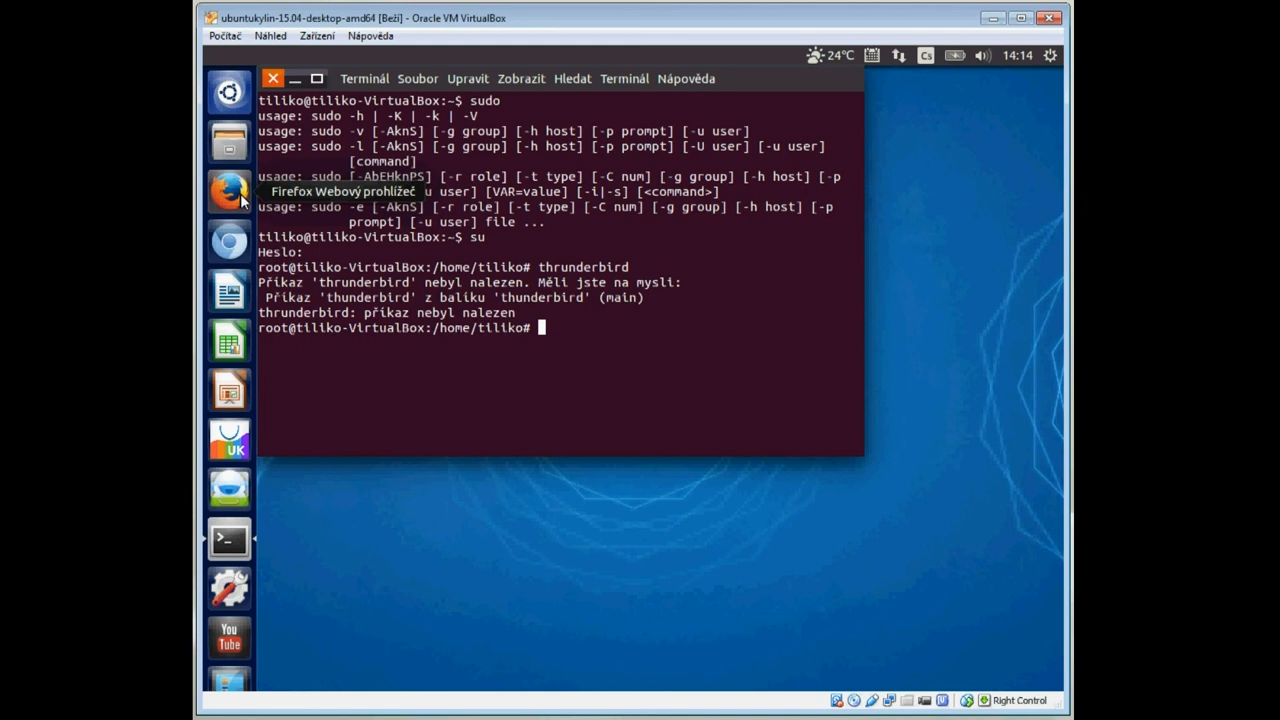 ubuntukylin-15.04-desktop-amd64 [Beží] - Oracle VM VirtualBox
Počítač Náhled Zařízení Nápověda
24°C Cs 14:14
Terminál Soubor Upravit Zobrazit Hledat Terminál Nápověda
tiliko@tiliko-VirtualBox:~$ sudo
usage: sudo -h | -K | -k | -V
usage: sudo -v [-AknS] [-g group] [-h host] [-p prompt] [-u user]
usage: sudo -l [-AknS] [-g group] [-h host] [-p prompt] [-U user] [-u user]
[command]
usage: sudo [-AbEHknPS] [-r role] [-t type] [-C num] [-g group] [-h host] [-p
Firefox Webový prohlížeč u user] [VAR=value] [-i|-s] [<command>]
usage: sudo -e [-AknS] [-r role] [-t type] [-C num] [-g group] [-h host] [-p
prompt] [-u user] file ...
tiliko@tiliko-VirtualBox:~$ su
Heslo:
root@tiliko-VirtualBox:/home/tiliko# thrunderbird
Příkaz 'thrunderbird' nebyl nalezen. Měli jste na mysli:
Příkaz 'thunderbird' z balíku 'thunderbird' (main)
thrunderbird: příkaz nebyl nalezen
root@tiliko-VirtualBox:/home/tiliko#
UK
You
Tube
Right Control